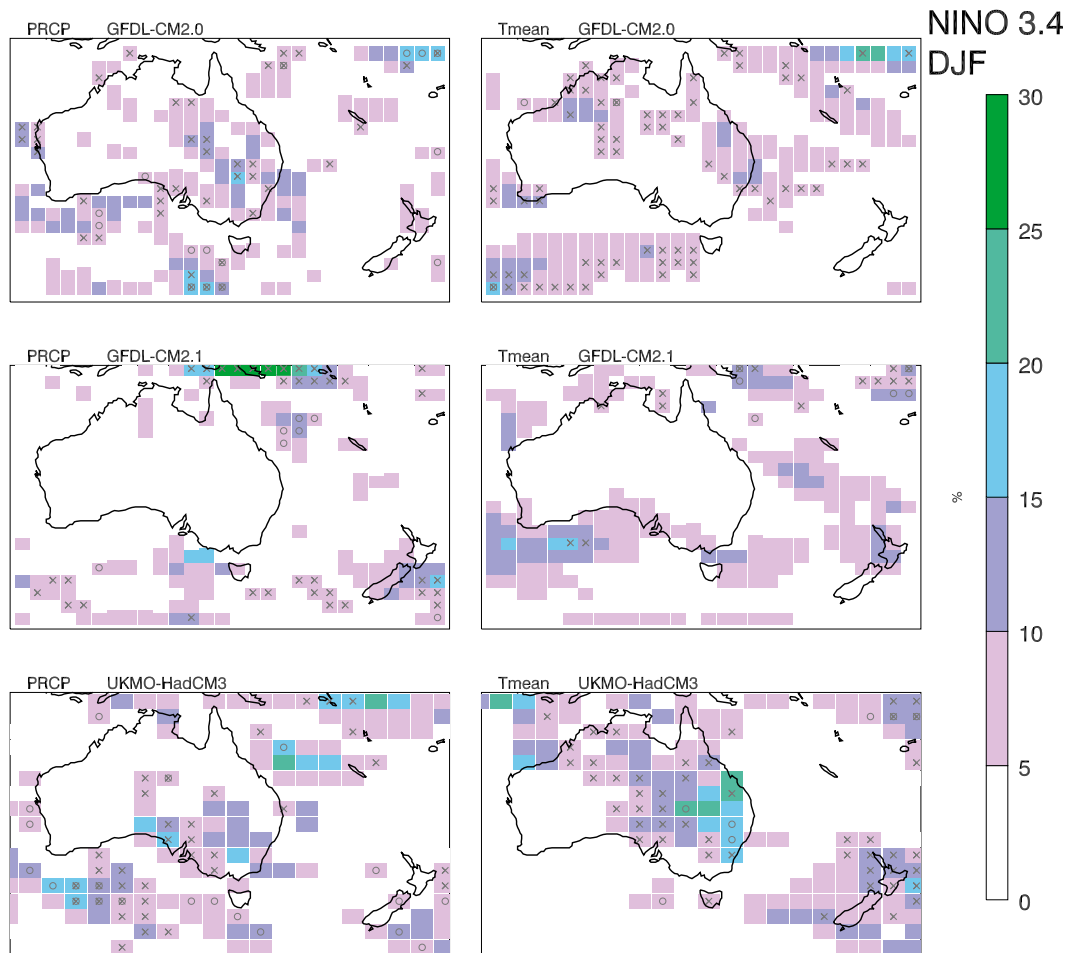 NINO 3.4
DJF
PRCP GFDL-CM2.0
Tmean GFDL-CM2.0
PRCP GFDL-CM2.1
Tmean GFDL-CM2.1
PRCP UKMO-HadCM3
Tmean UKMO-HadCM3
30
25
20
15
10
5
0
%